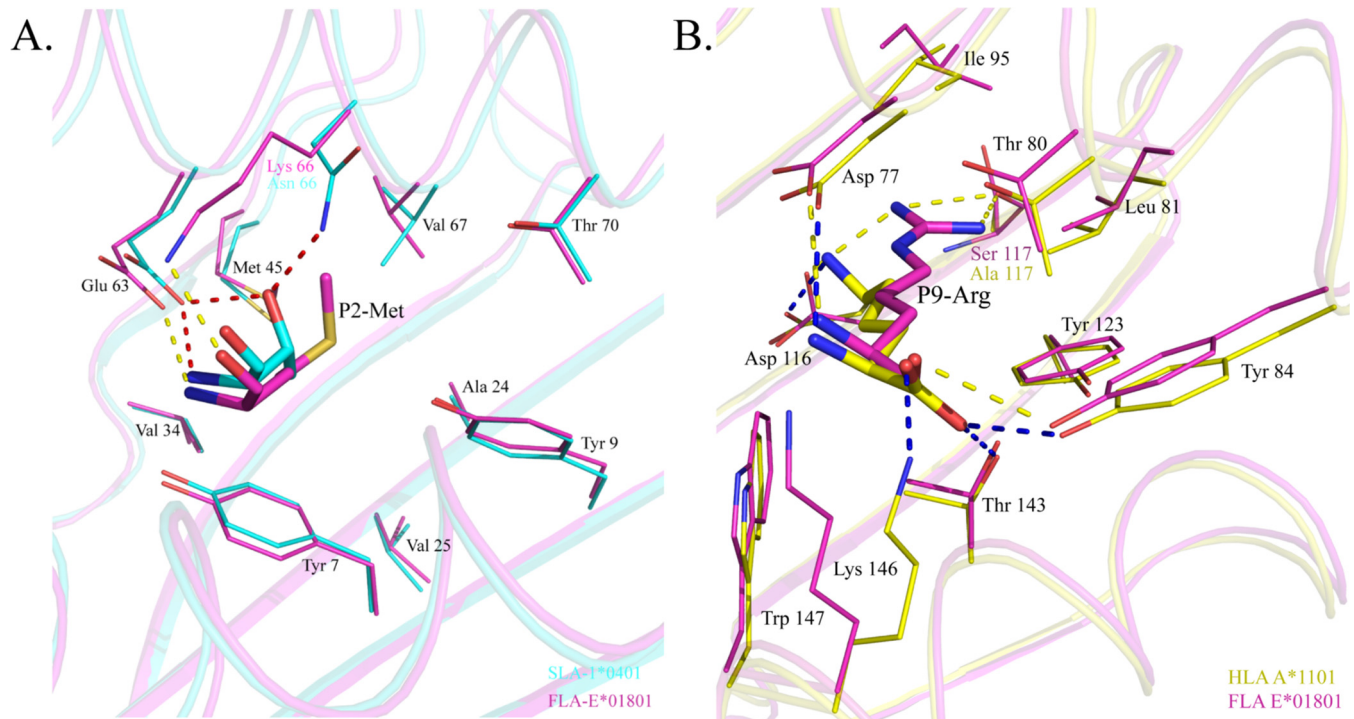 A.
Lys 66
Asn 66
Val 67
Thr 70
Met 45
Glu 63
P2-Met
Ala 24
Val 34
Tyr 9
Val 25
Tyr 7
SLA-1*0401
FLA-E*01801
B.
Ile 95
Thr 80
Asp 77
Leu 81
Ser 117
Ala 117
P9-Arg
Tyr 123
Asp 116
Tyr 84
Thr 143
Lys 146
Trp 147
HLA A*1101
FLA E*01801